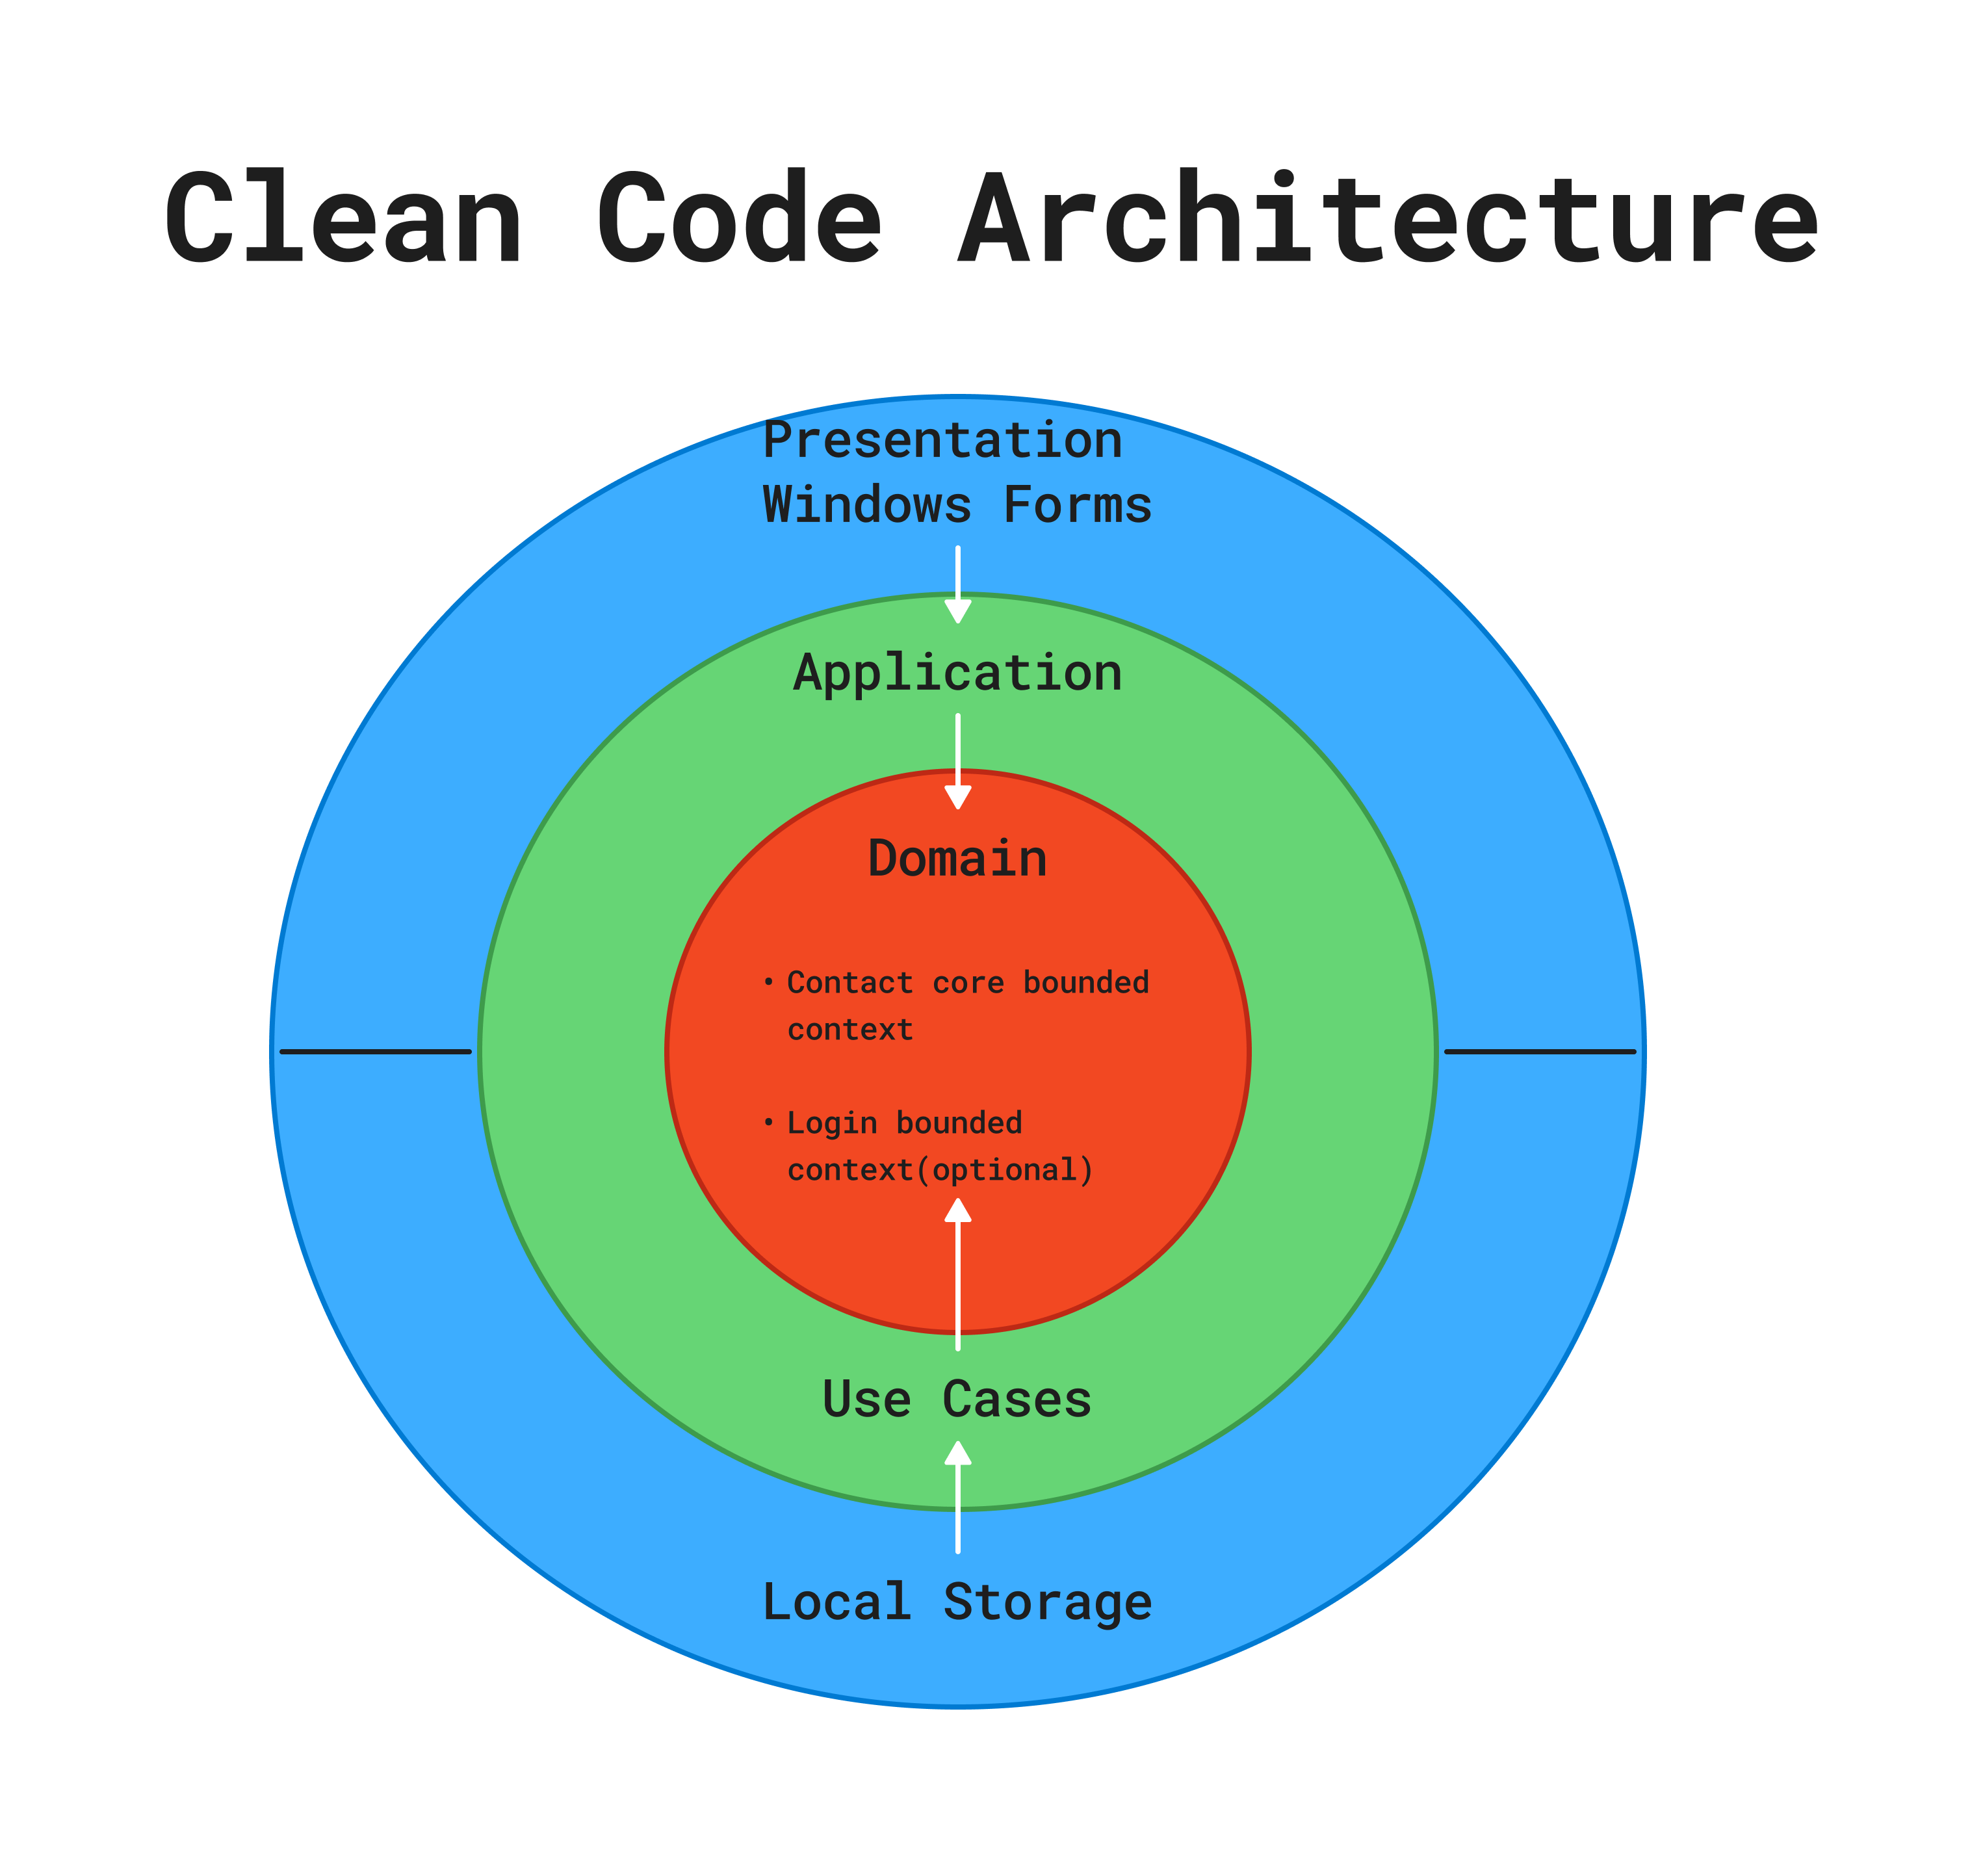 Clean Code Architecture
Presentation
Windows Forms
Application
Domain
• Contact core bounded
context
• Login bounded
context(optional)
Use Cases
Local Storage